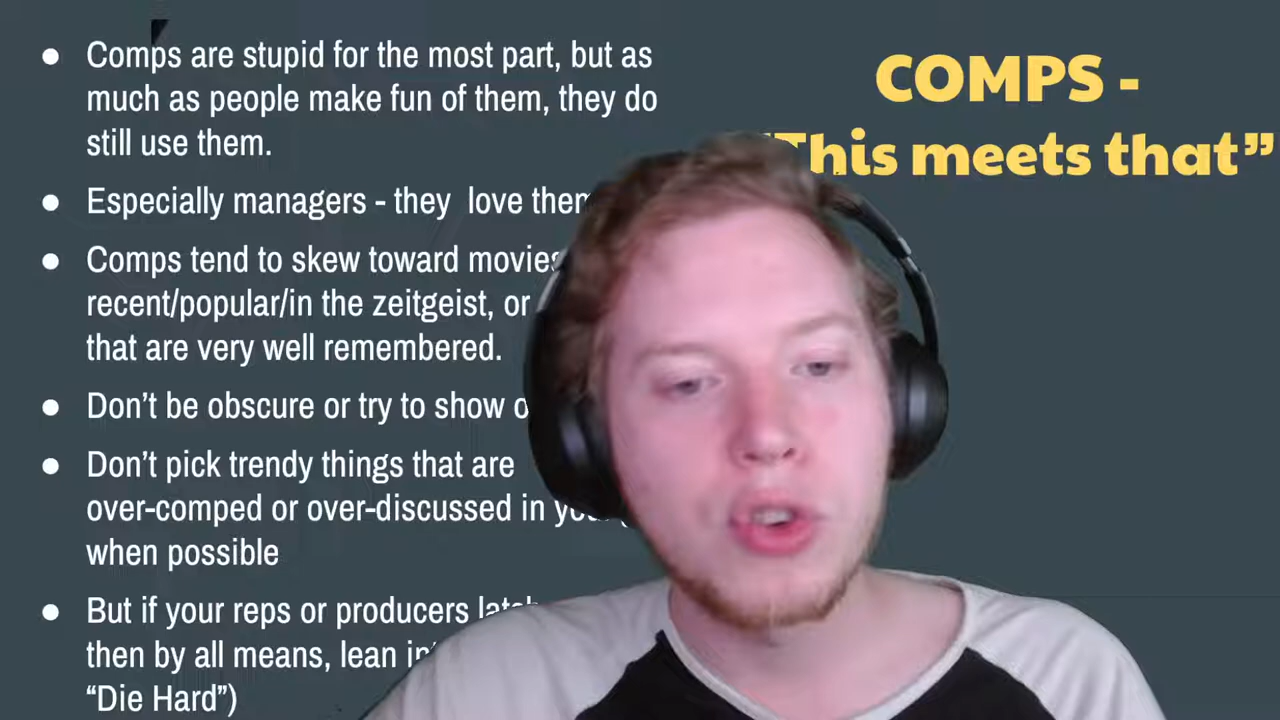 Comps are stupid for the most part, but as
much as people make fun of them, they do
still use them.
Especially managers - they love
Comps tend to skew toward movies
recent/popular/in the zeitgeist, or
that are very well remembered.
Don't be obscure or try to show
Don't pick trendy things that are
over-comped or over-discussed in
when possible
But if your reps or producers
then by all means, lean
“Die Hard”)
COMPS -
This meets that”